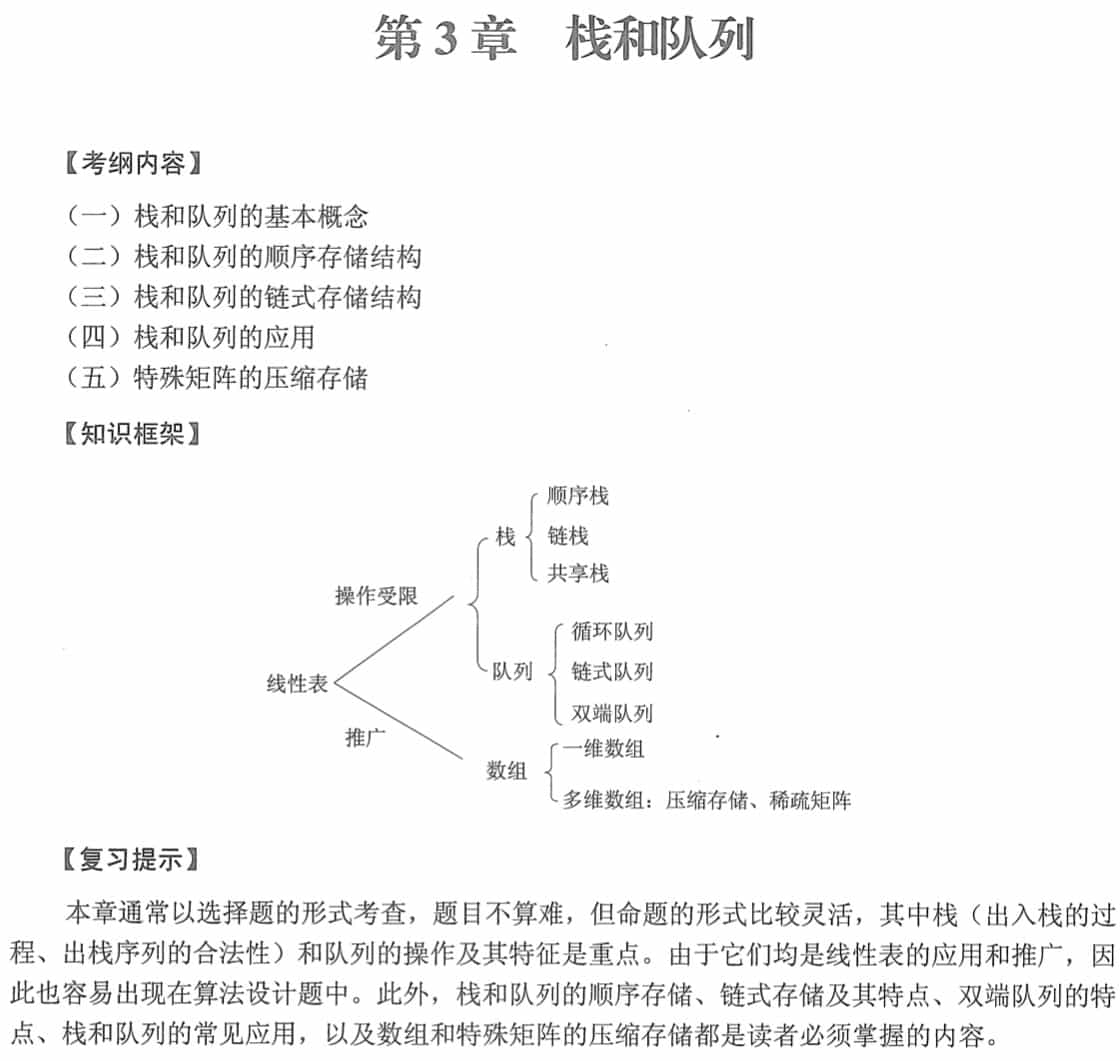 第3章 栈和队列
【考纲内容】
（一）栈和队列的基本概念
（二）栈和队列的顺序存储结构
（三）栈和队列的链式存储结构
（四）栈和队列的应用
（五）特殊矩阵的压缩存储
【知识框架】
顺序栈
栈
链栈
共享栈
操作受限
循环队列
队列
链式队列
线性表
双端队列
推广
一维数组
数组
多维数组：压缩存储、稀疏矩阵
【复习提示】
本章通常以选择题的形式考查，题目不算难，但命题的形式比较灵活，其中栈（出入栈的过
程、出栈序列的合法性）和队列的操作及其特征是重点。由于它们均是线性表的应用和推广，因
此也容易出现在算法设计题中。此外，栈和队列的顺序存储、链式存储及其特点、双端队列的特
点、栈和队列的常见应用，以及数组和特殊矩阵的压缩存储都是读者必须掌握的内容。